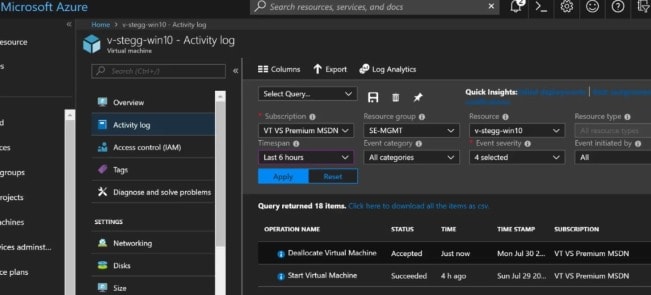 Microsoft Azure
Search resources, services, and docs
esource
Home > v-stegg-win10 - Activity log
v-stegg-win10 - Activity log
Virtual machine
Search (Ctrl+/)
Columns
Export
Log Analytics
Overview
Activity log
Access control (IAM)
Tags
Diagnose and solve problems
SETTINGS
Networking
Disks
Size
groups
rojects
achines
vices administ...
ce plans
Select Query...
Quick Insights:
* Subscription
Resource group
Resource
Resource type
VT VS Premium MSDN
SE-MGMT
v-stegg-win10
All resource types
Timespan
Event category
* Event severity
Event initiated by
Last 6 hours
All categories
4 selected
All
Apply
Reset
Query returned 18 items. Click here to download all the items as csv.
OPERATION NAME
STATUS
TIME
TIME STAMP
SUBSCRIPTION
Deallocate Virtual Machine
Accepted
Just now
Mon Jul 30 2...
VT VS Premium MSDN
Start Virtual Machine
Succeeded
4 h ago
Sun Jul 29 20...
VT VS Premium MSDN